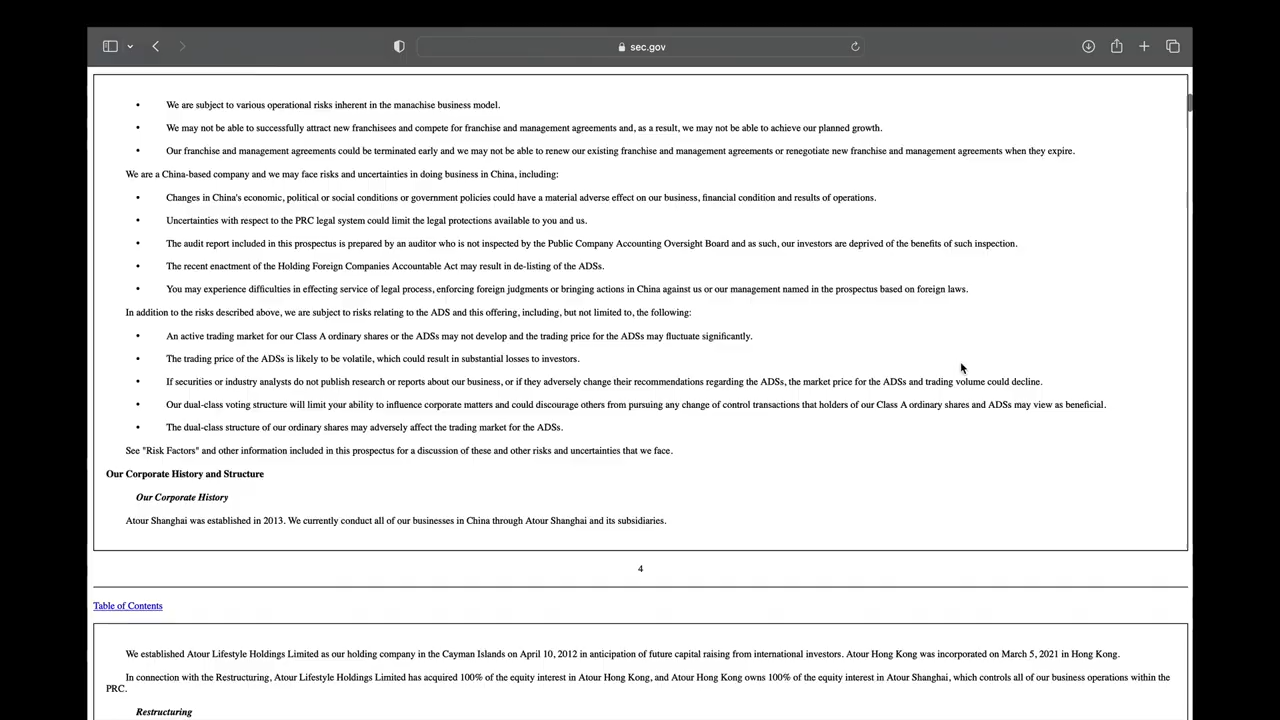 sec.gov
• We are subject to various operational risks inherent in the manachise business model.
• We may not be able to successfully attract new franchisees and compete for franchise and management agreements and, as a result, we may not be able to achieve our planned growth.
• Our franchise and management agreements could be terminated early and we may not be able to renew our existing franchise and management agreements or renegotiate new franchise and management agreements when they expire.
We are a China-based company and we may face risks and uncertainties in doing business in China, including:
• Changes in China's economic, political or social conditions or government policies could have a material adverse effect on our business, financial condition and results of operations.
• Uncertainties with respect to the PRC legal system could limit the legal protections available to you and us.
• The audit report included in this prospectus is prepared by an auditor who is not inspected by the Public Company Accounting Oversight Board and as such, our investors are deprived of the benefits of such inspection.
• The recent enactment of the Holding Foreign Companies Accountable Act may result in de-listing of the ADSs.
• You may experience difficulties in effecting service of legal process, enforcing foreign judgments or bringing actions in China against us or our management named in the prospectus based on foreign laws.
In addition to the risks described above, we are subject to risks relating to the ADS and this offering, including, but not limited to, the following:
• An active trading market for our Class A ordinary shares or the ADSs may not develop and the trading price for the ADSs may fluctuate significantly.
• The trading price of the ADSs is likely to be volatile, which could result in substantial losses to investors.
• If securities or industry analysts do not publish research or reports about our business, or if they adversely change their recommendations regarding the ADSs, the market price for the ADSs and trading volume could decline.
• Our dual-class voting structure will limit your ability to influence corporate matters and could discourage others from pursuing any change of control transactions that holders of our Class A ordinary shares and ADSs may view as beneficial.
• The dual-class structure of our ordinary shares may adversely affect the trading market for the ADSs.
See "Risk Factors" and other information included in this prospectus for a discussion of these and other risks and uncertainties that we face.
Our Corporate History and Structure
Our Corporate History
Atour Shanghai was established in 2013. We currently conduct all of our businesses in China through Atour Shanghai and its subsidiaries.
4
Table of Contents
We established Atour Lifestyle Holdings Limited as our holding company in the Cayman Islands on April 10, 2012 in anticipation of future capital raising from international investors. Atour Hong Kong was incorporated on March 5, 2021 in Hong Kong.
In connection with the Restructuring, Atour Lifestyle Holdings Limited has acquired 100% of the equity interest in Atour Hong Kong, and Atour Hong Kong owns 100% of the equity interest in Atour Shanghai, which controls all of our business operations within the
PRC.
Restructuring